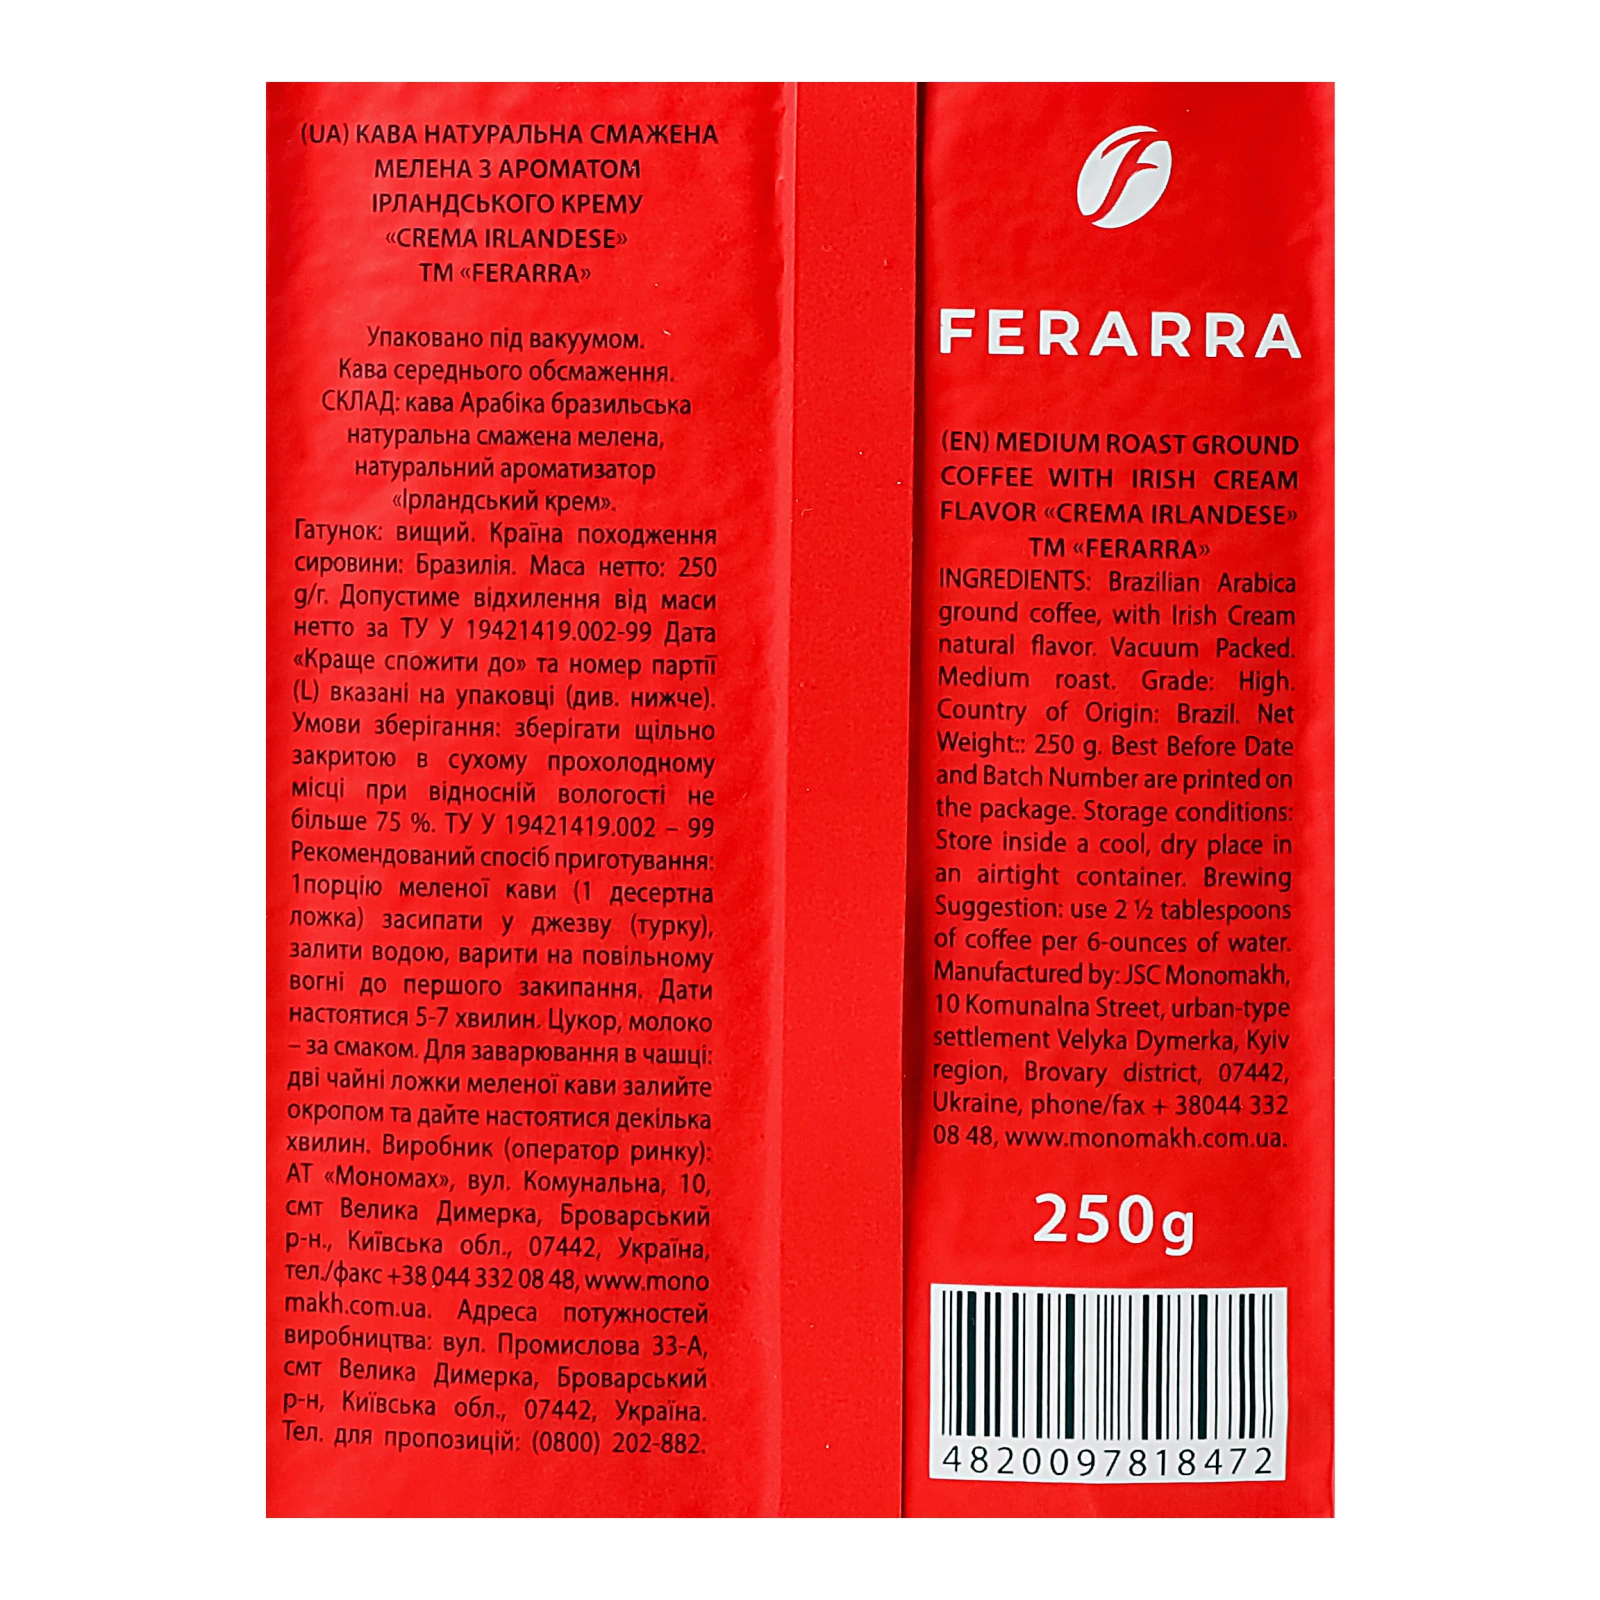 (UA) КАВА НАТУРАЛЬНА СМАЖЕНА
МЕЛЕНА З АРОМАТОМ
ІРЛАНДСЬКОГО КРЕМУ
«CREMA IRLANDESE»
ТМ «FERARRA»
Упаковано під вакуумом.
Кава середнього обсмаження.
СКЛАД: кава Арабіка бразильська
натуральна смажена мелена,
натуральний ароматизатор
«Ірландський крем».
Гатунок: вищий. Країна походження
сировини: Бразилія. Маса нетто: 250
g/г. Допустиме відхилення від маси
нетто за ТУ У 19421419.002-99 Дата
«Краще спожити до» та номер партії
(L) вказані на упаковці (див. нижче).
Умови зберігання: зберігати щільно
закритою в сухому прохолодному
місці при відносній вологості не
більше 75 %. ТУ У 19421419.002 – 99
Рекомендований спосіб приготування:
1порцію меленої кави (1 десертна
ложка) засипати у джезву (турку),
залити водою, варити на повільному
вогні до першого закипання. Дати
настоятися 5-7 хвилин. Цукор, молоко
– за смаком. Для заварювання в чашці:
дві чайні ложки меленої кави залийте
окропом та дайте настоятися декілька
хвилин. Виробник (оператор ринку):
АТ «Мономах», вул. Комунальна, 10,
смт Велика Димерка, Броварський
р-н., Київська обл., 07442, Україна,
тел./факс +38 044 332 08 48, www.mono
makh.com.ua. Адреса потужностей
виробництва: вул. Промислова 33-А,
смт Велика Димерка, Броварський
р-н, Київська обл., 07442, Україна.
Тел. для пропозицій: (0800) 202-882.
FERARRA
(EN) MEDIUM ROAST GROUND
COFFEE WITH IRISH CREAM
FLAVOR «CREMA IRLANDESE»
TM «FERARRA»
INGREDIENTS: Brazilian Arabica
ground coffee, with Irish Cream
natural flavor. Vacuum Packed.
Medium roast. Grade: High.
Country of Origin: Brazil. Net
Weight:: 250 g. Best Before Date
and Batch Number are printed on
the package. Storage conditions:
Store inside a cool, dry place in
an airtight container. Brewing
Suggestion: use 2 ½ tablespoons
of coffee per 6-ounces of water.
Manufactured by: JSC Monomakh,
10 Komunalna Street, urban-type
settlement Velyka Dymerka, Kyiv
region, Brovary district, 07442,
Ukraine, phone/fax + 38044 332
08 48, www.monomakh.com.ua.
250g
4820097818472